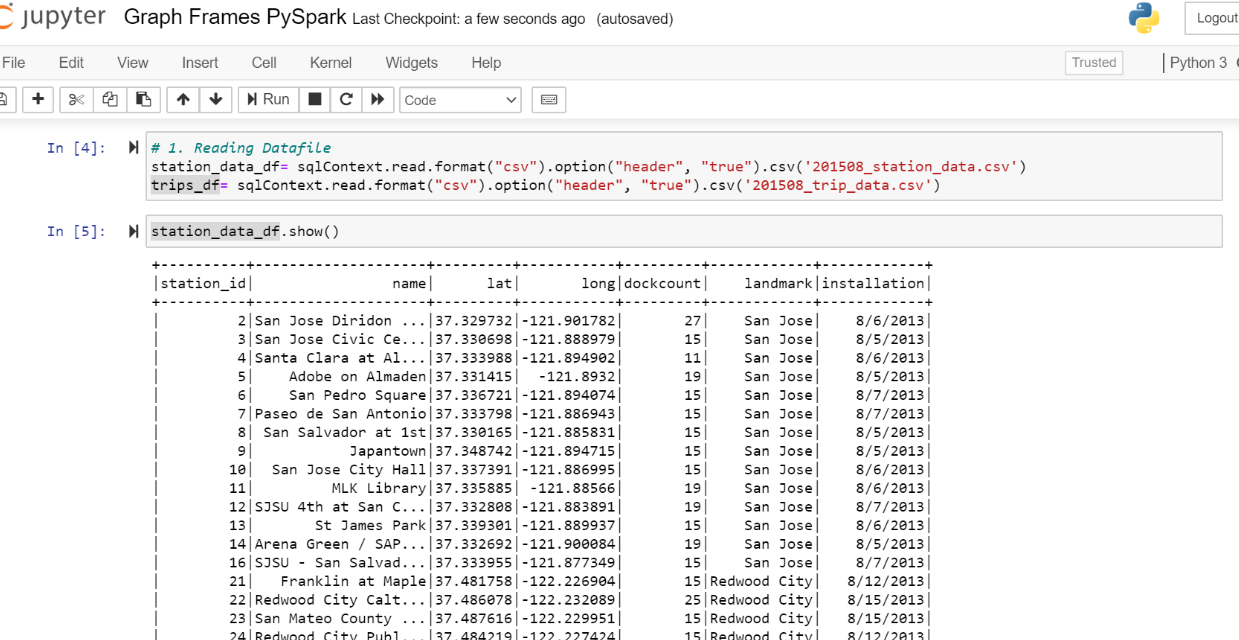 jupyter Graph Frames PySpark Last Checkpoint: a few seconds ago (autosaved) Logout
File Edit View Insert Cell Kernel Widgets Help Trusted Python 3
Run Code
In [4]: # 1. Reading Datafile
station_data_df= sqlContext.read.format("csv").option("header", "true").csv('201508_station_data.csv')
trips_df= sqlContext.read.format("csv").option("header", "true").csv('201508_trip_data.csv')
In [5]: station_data_df.show()
+----------+--------------------+---------+-----------+---------+------------+------------+
|station_id|                name|      lat|       long|dockcount|    landmark|installation|
+----------+--------------------+---------+-----------+---------+------------+------------+
|         2|San Jose Diridon ...|37.329732|-121.901782|       27|    San Jose|    8/6/2013|
|         3|San Jose Civic Ce...|37.330698|-121.888979|       15|    San Jose|    8/5/2013|
|         4|Santa Clara at Al...|37.333988|-121.894902|       11|    San Jose|    8/6/2013|
|         5|    Adobe on Almaden|37.331415|  -121.8932|       19|    San Jose|    8/5/2013|
|         6|    San Pedro Square|37.336721|-121.894074|       15|    San Jose|    8/7/2013|
|         7|Paseo de San Antonio|37.333798|-121.886943|       15|    San Jose|    8/7/2013|
|         8| San Salvador at 1st|37.330165|-121.885831|       15|    San Jose|    8/5/2013|
|         9|           Japantown|37.348742|-121.894715|       15|    San Jose|    8/5/2013|
|        10|  San Jose City Hall|37.337391|-121.886995|       15|    San Jose|    8/6/2013|
|        11|         MLK Library|37.335885| -121.88566|       19|    San Jose|    8/6/2013|
|        12|SJSU 4th at San C...|37.332808|-121.883891|       19|    San Jose|    8/7/2013|
|        13|       St James Park|37.339301|-121.889937|       15|    San Jose|    8/6/2013|
|        14|Arena Green / SAP...|37.332692|-121.900084|       19|    San Jose|    8/5/2013|
|        16|SJSU - San Salvad...|37.333955|-121.877349|       15|    San Jose|    8/7/2013|
|        21|   Franklin at Maple|37.481758|-122.226904|       15|Redwood City|   8/12/2013|
|        22|Redwood City Calt...|37.486078|-122.232089|       25|Redwood City|   8/15/2013|
|        23|San Mateo County ...|37.487616|-122.229951|       15|Redwood City|   8/15/2013|
|        24|Redwood City Publ...|37.484219|-122.227424|       15|Redwood City|   8/12/2013|